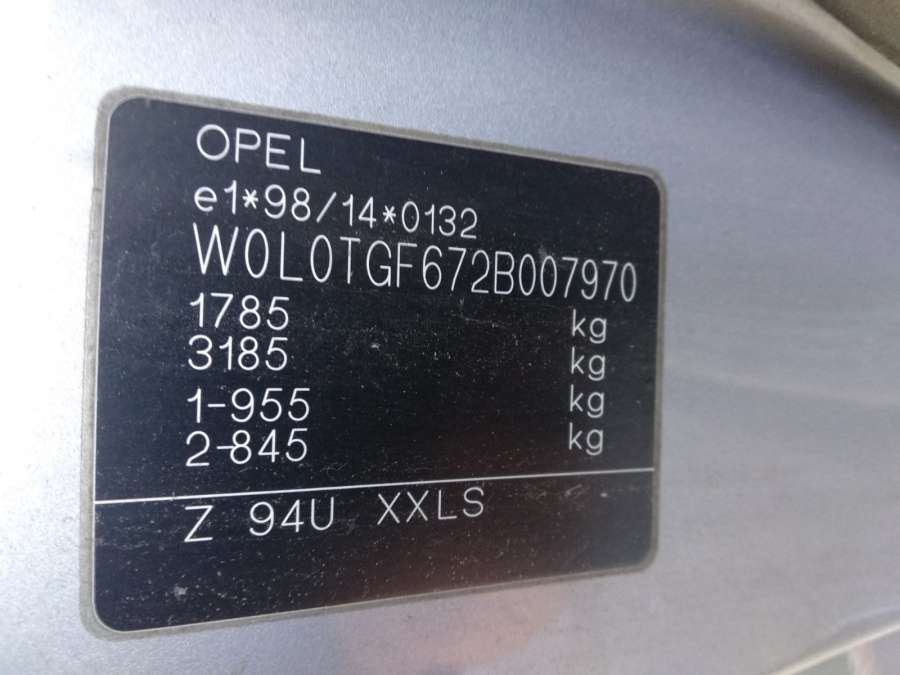 OPEL
e1*98/14*0132
W0L0TGF672B007970
1785 kg
3185 kg
1-955 kg
2-845 kg
Z 94U XXLS